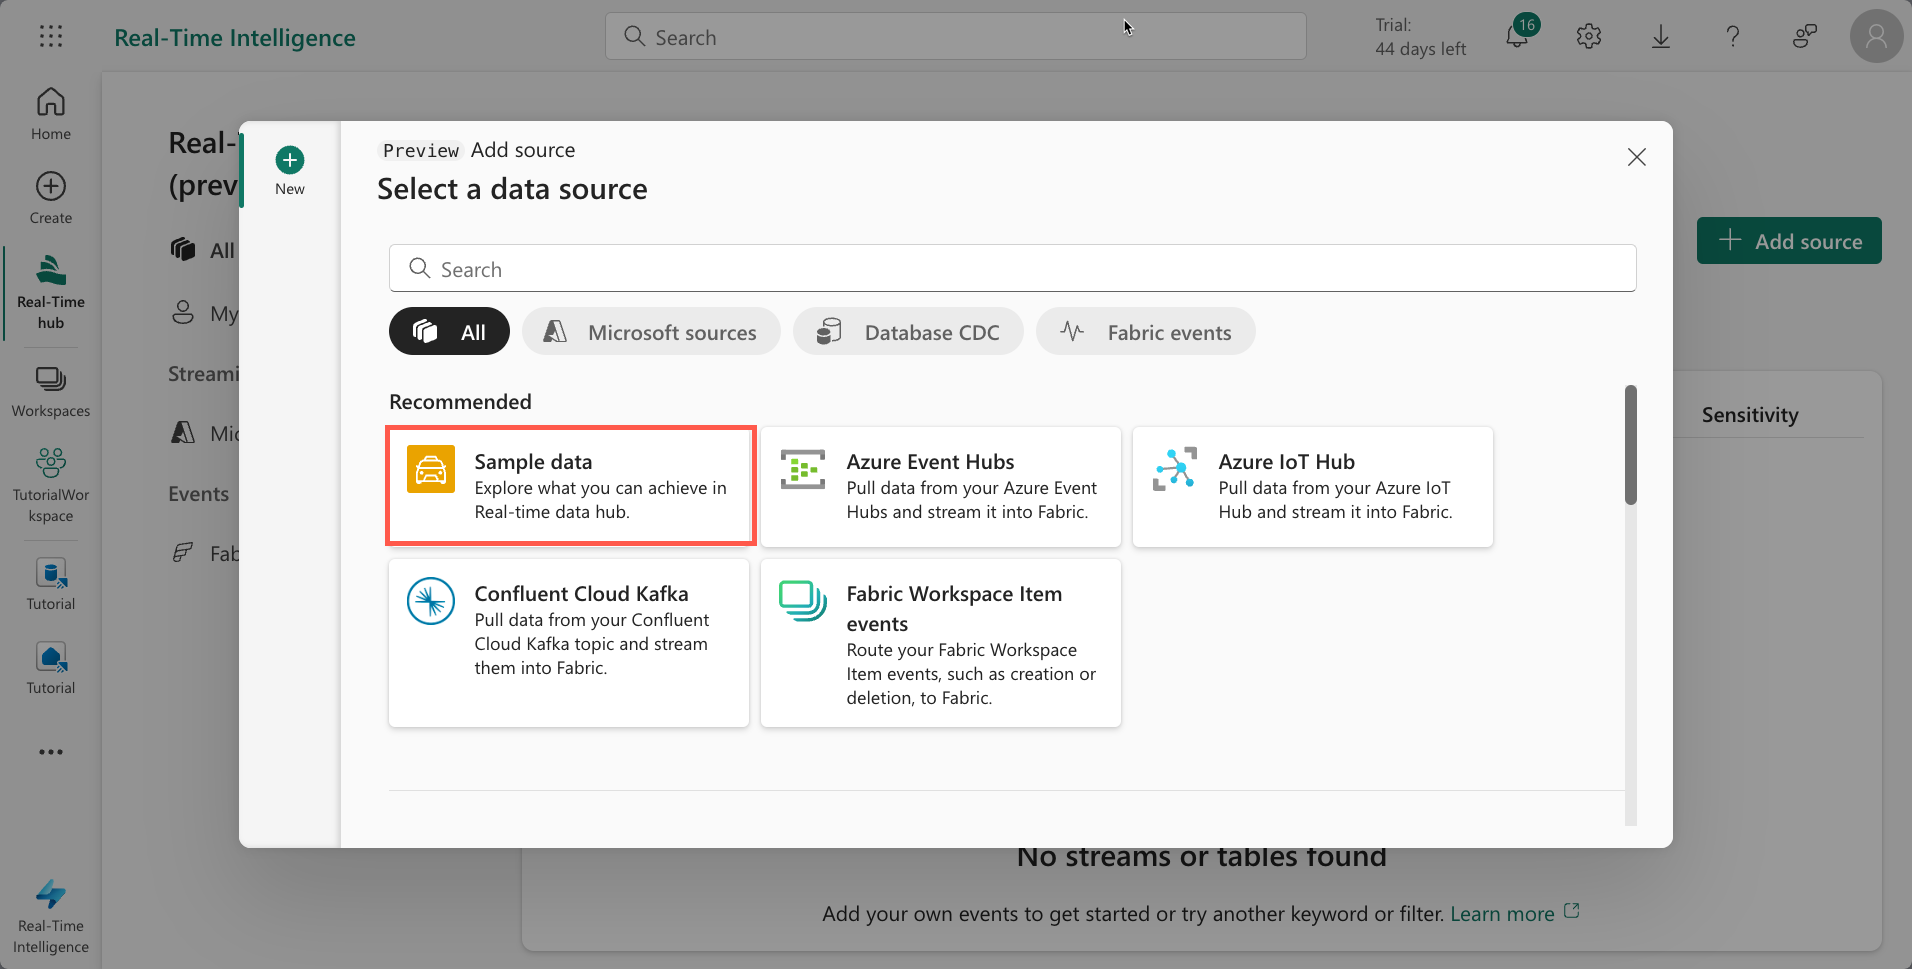 Real-Time Intelligence
Search
Trial:
44 days left
16
Home
Create
Real-Time
hub
Workspaces
TutorialWor
kspace
Tutorial
Tutorial
Real-Time
Intelligence
Real-
(prev
All
My
Streami
Mic
Events
Fab
New
Preview Add source
Select a data source
Search
All
Microsoft sources
Database CDC
Fabric events
Recommended
Sample data
Explore what you can achieve in
Real-time data hub.
Azure Event Hubs
Pull data from your Azure Event
Hubs and stream it into Fabric.
Azure IoT Hub
Pull data from your Azure IoT
Hub and stream it into Fabric.
Confluent Cloud Kafka
Pull data from your Confluent
Cloud Kafka topic and stream
them into Fabric.
Fabric Workspace Item
events
Route your Fabric Workspace
Item events, such as creation or
deletion, to Fabric.
Add source
Sensitivity
No streams or tables found
Add your own events to get started or try another keyword or filter. Learn more